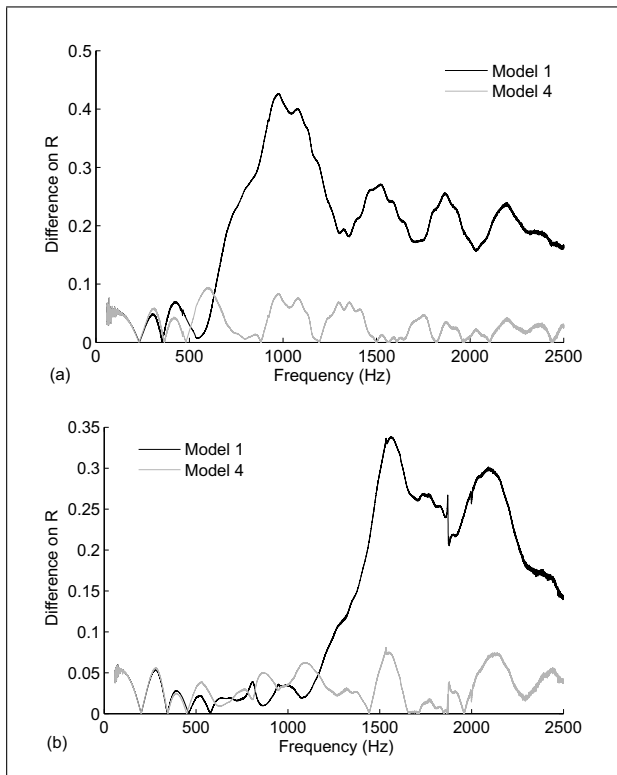 0.5
0.4
0.3
0.2
0.1
0
Difference on R
Model 1
Model 4
0 500 1000 1500 2000 2500
Frequency (Hz)
(a)
0.35
0.3
0.25
0.2
0.15
0.1
0.05
0
Difference on R
Model 1
Model 4
0 500 1000 1500 2000 2500
Frequency (Hz)
(b)